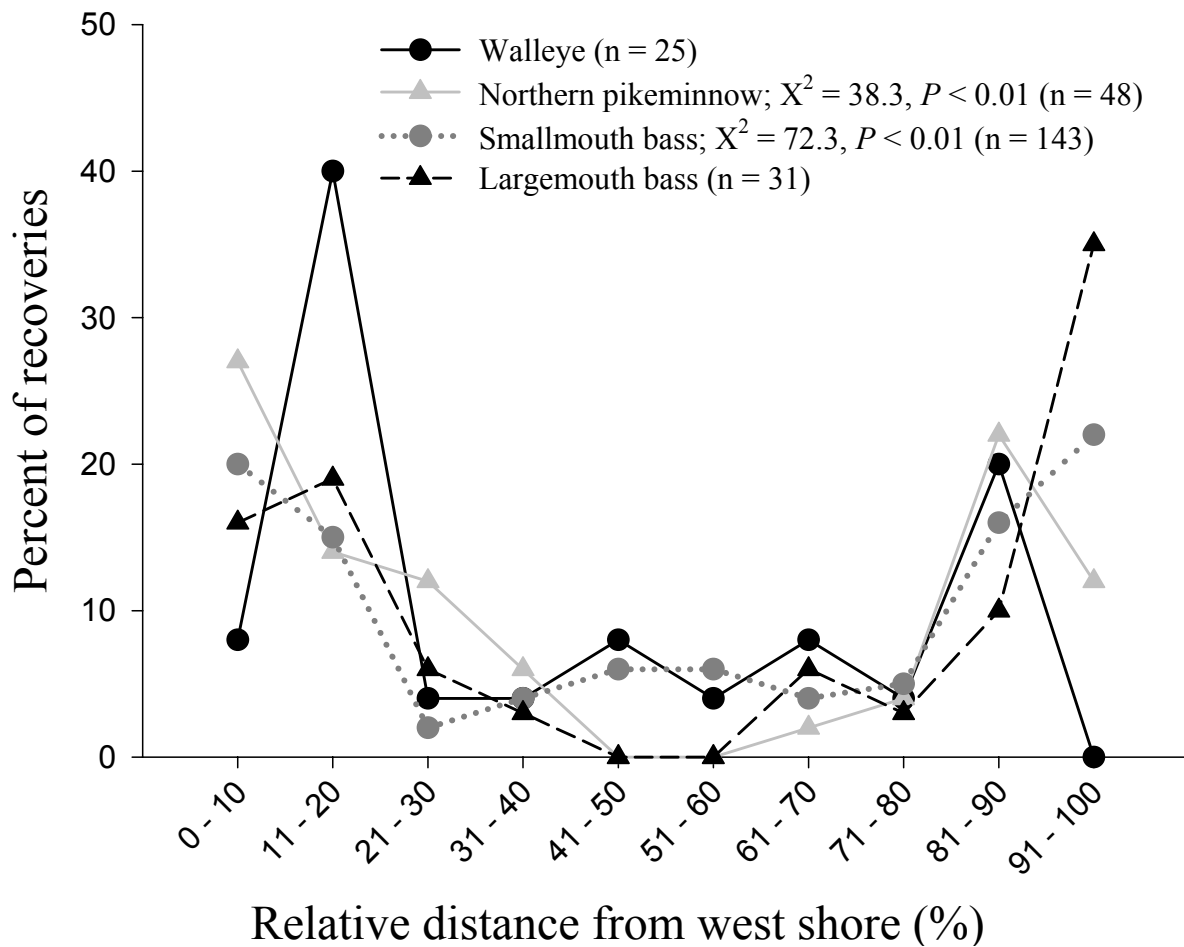 Walleye (n = 25)
Northern pikeminnow; X² = 38.3, P < 0.01 (n = 48)
Smallmouth bass; X² = 72.3, P < 0.01 (n = 143)
Largemouth bass (n = 31)
Percent of recoveries
50
40
30
20
10
0
0 - 10
11 - 20
21 - 30
31 - 40
41 - 50
51 - 60
61 - 70
71 - 80
81 - 90
91 - 100
Relative distance from west shore (%)